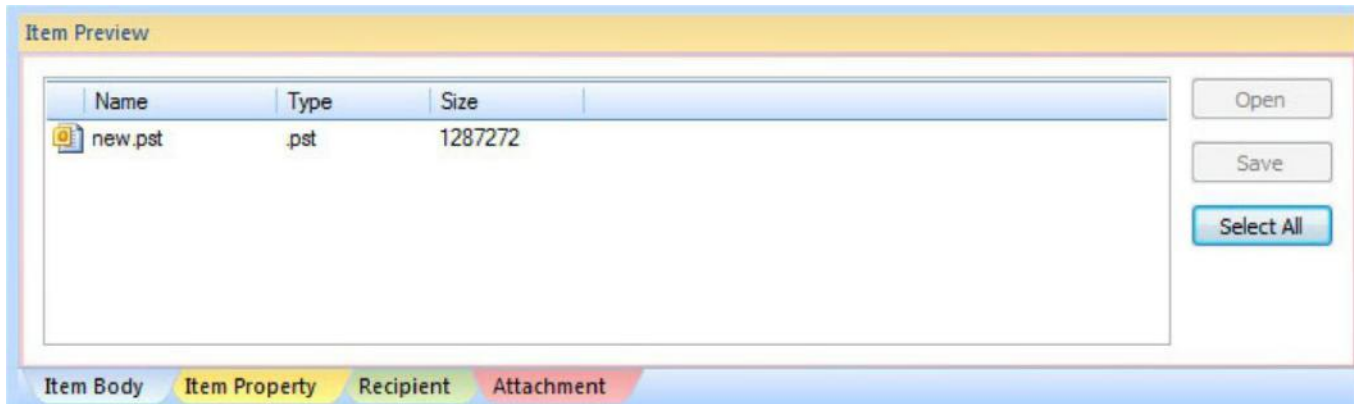 Item Preview
Name Type Size
Open
new.pst .pst 1287272
Save
Select All
Item Body Item Property Recipient Attachment